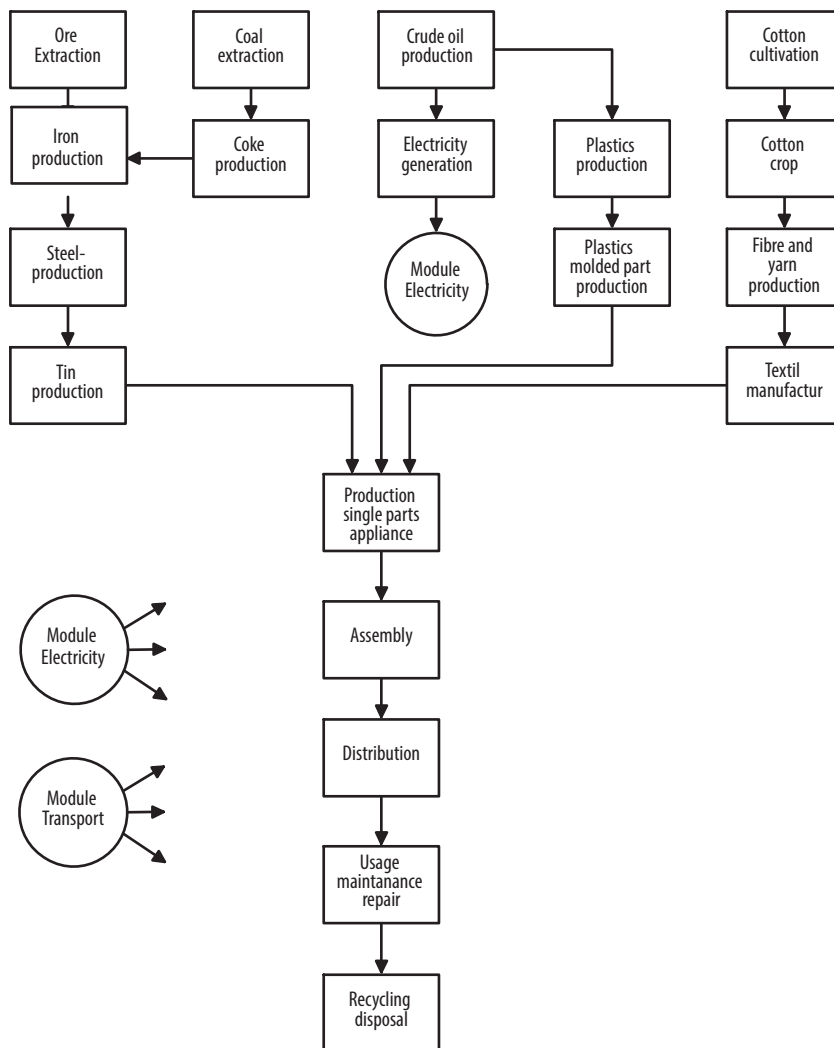 Ore
Extraction
Coal
extraction
Crude oil
production
Cotton
cultivation
Iron
production
Coke
production
Electricity
generation
Plastics
production
Cotton
crop
Steel-
production
Module
Electricity
Plastics
molded part
production
Fibre and
yarn
production
Tin
production
Textil
manufactur
Production
single parts
appliance
Module
Electricity
Assembly
Distribution
Module
Transport
Usage
maintanance
repair
Recycling
disposal